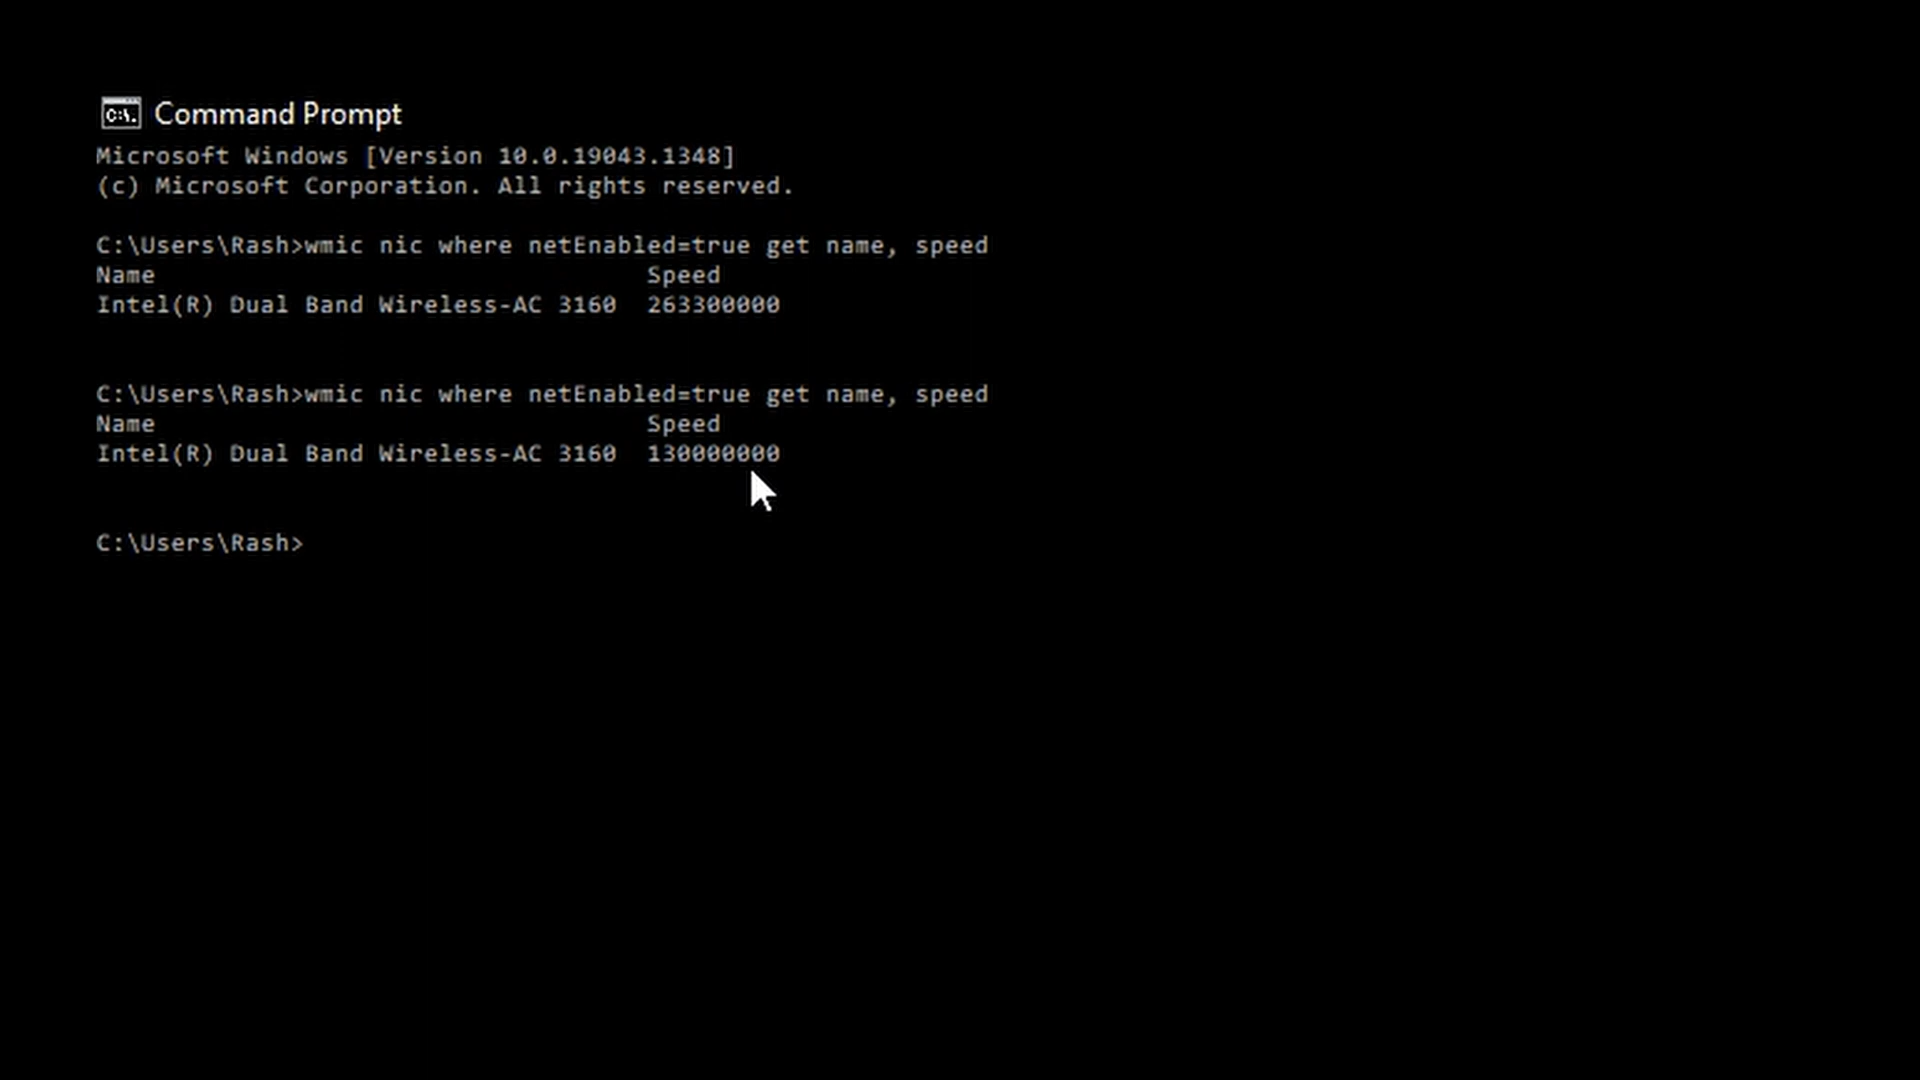 C:\. Command Prompt
Microsoft Windows [Version 10.0.19043.1348]
(c) Microsoft Corporation. All rights reserved.
C:\Users\Rash>wmic nic where netEnabled=true get name, speed
Name Speed
Intel(R) Dual Band Wireless-AC 3160 263300000
C:\Users\Rash>wmic nic where netEnabled=true get name, speed
Name Speed
Intel(R) Dual Band Wireless-AC 3160 130000000
C:\Users\Rash>